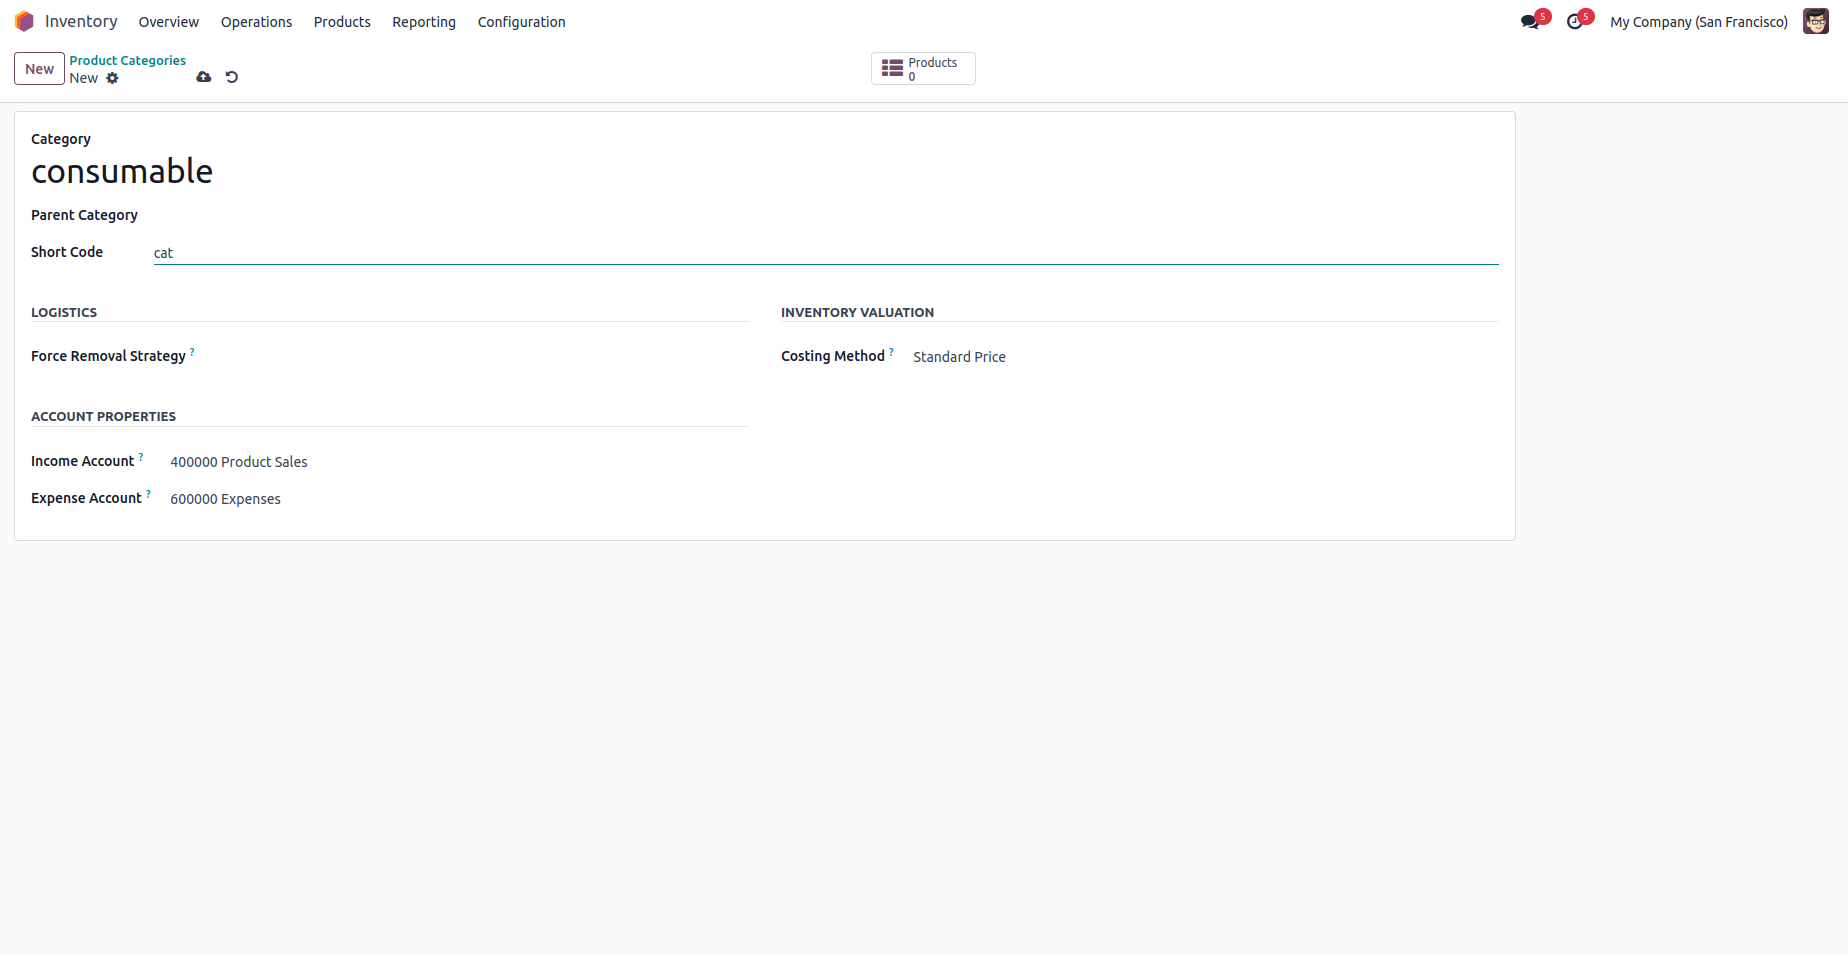 Inventory Overview Operations Products Reporting Configuration 5 5 My Company (San Francisco)
New Product Categories
New
Products
0
Category
consumable
Parent Category
Short Code cat
LOGISTICS INVENTORY VALUATION
Force Removal Strategy ? Costing Method ? Standard Price
ACCOUNT PROPERTIES
Income Account ? 400000 Product Sales
Expense Account ? 600000 Expenses